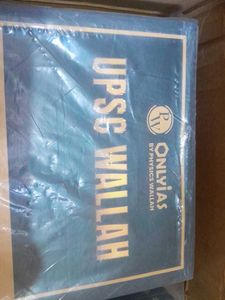 PW
ONLYiAS
BY PHYSICS WALLAH
UPSC WALLAH